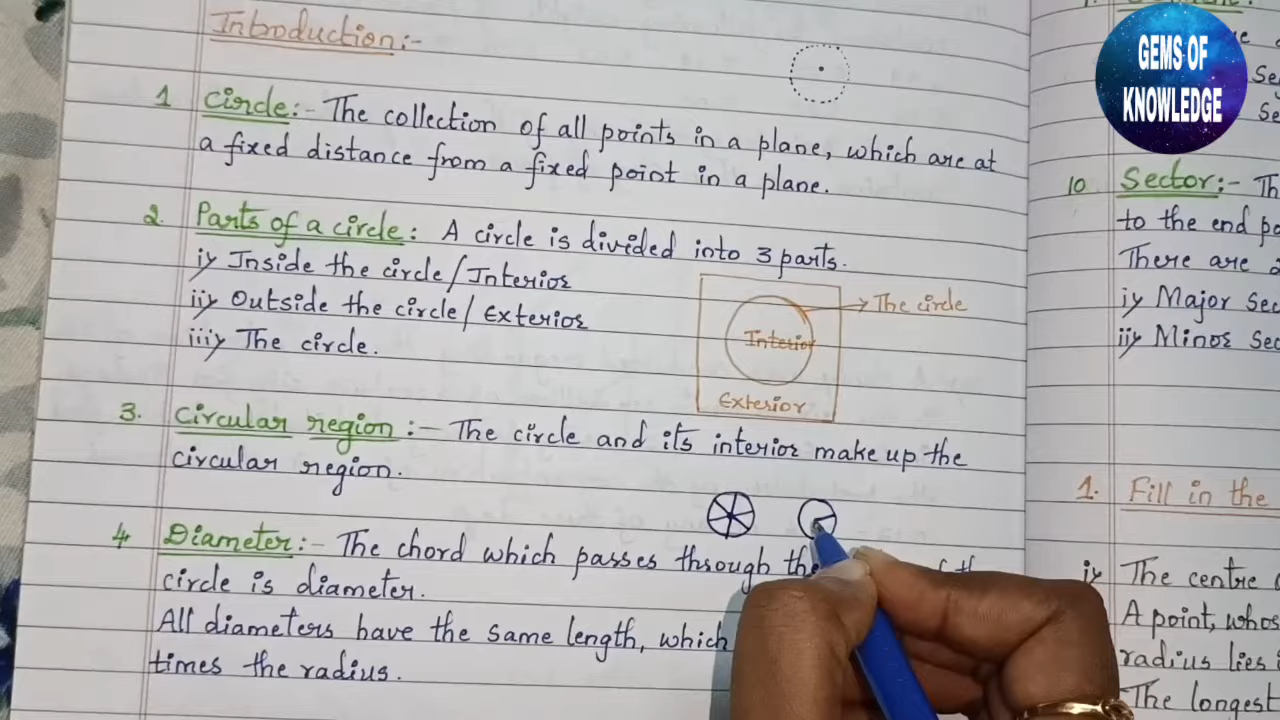 Introduction:-
1 Circle:- The collection of all points in a plane, which are at
a fixed distance from a fixed point in a plane.
2. Parts of a circle: A circle is divided into 3 parts.
i) Inside the circle/Interior
ii) Outside the circle/Exterior
iii) The circle.
The circle
Interior
Exterior
3. Circular region:- The circle and its interior make up the
circular region.
4 Diameter:- The chord which passes through
circle is diameter.
All diameters have the same length, which
times the radius.
GEMS OF
KNOWLEDGE
10 Sector:-
to the end
There are
i) Major
ii) Minor
1. Fill in the
i) The centre
A point,
radius lies
The longest